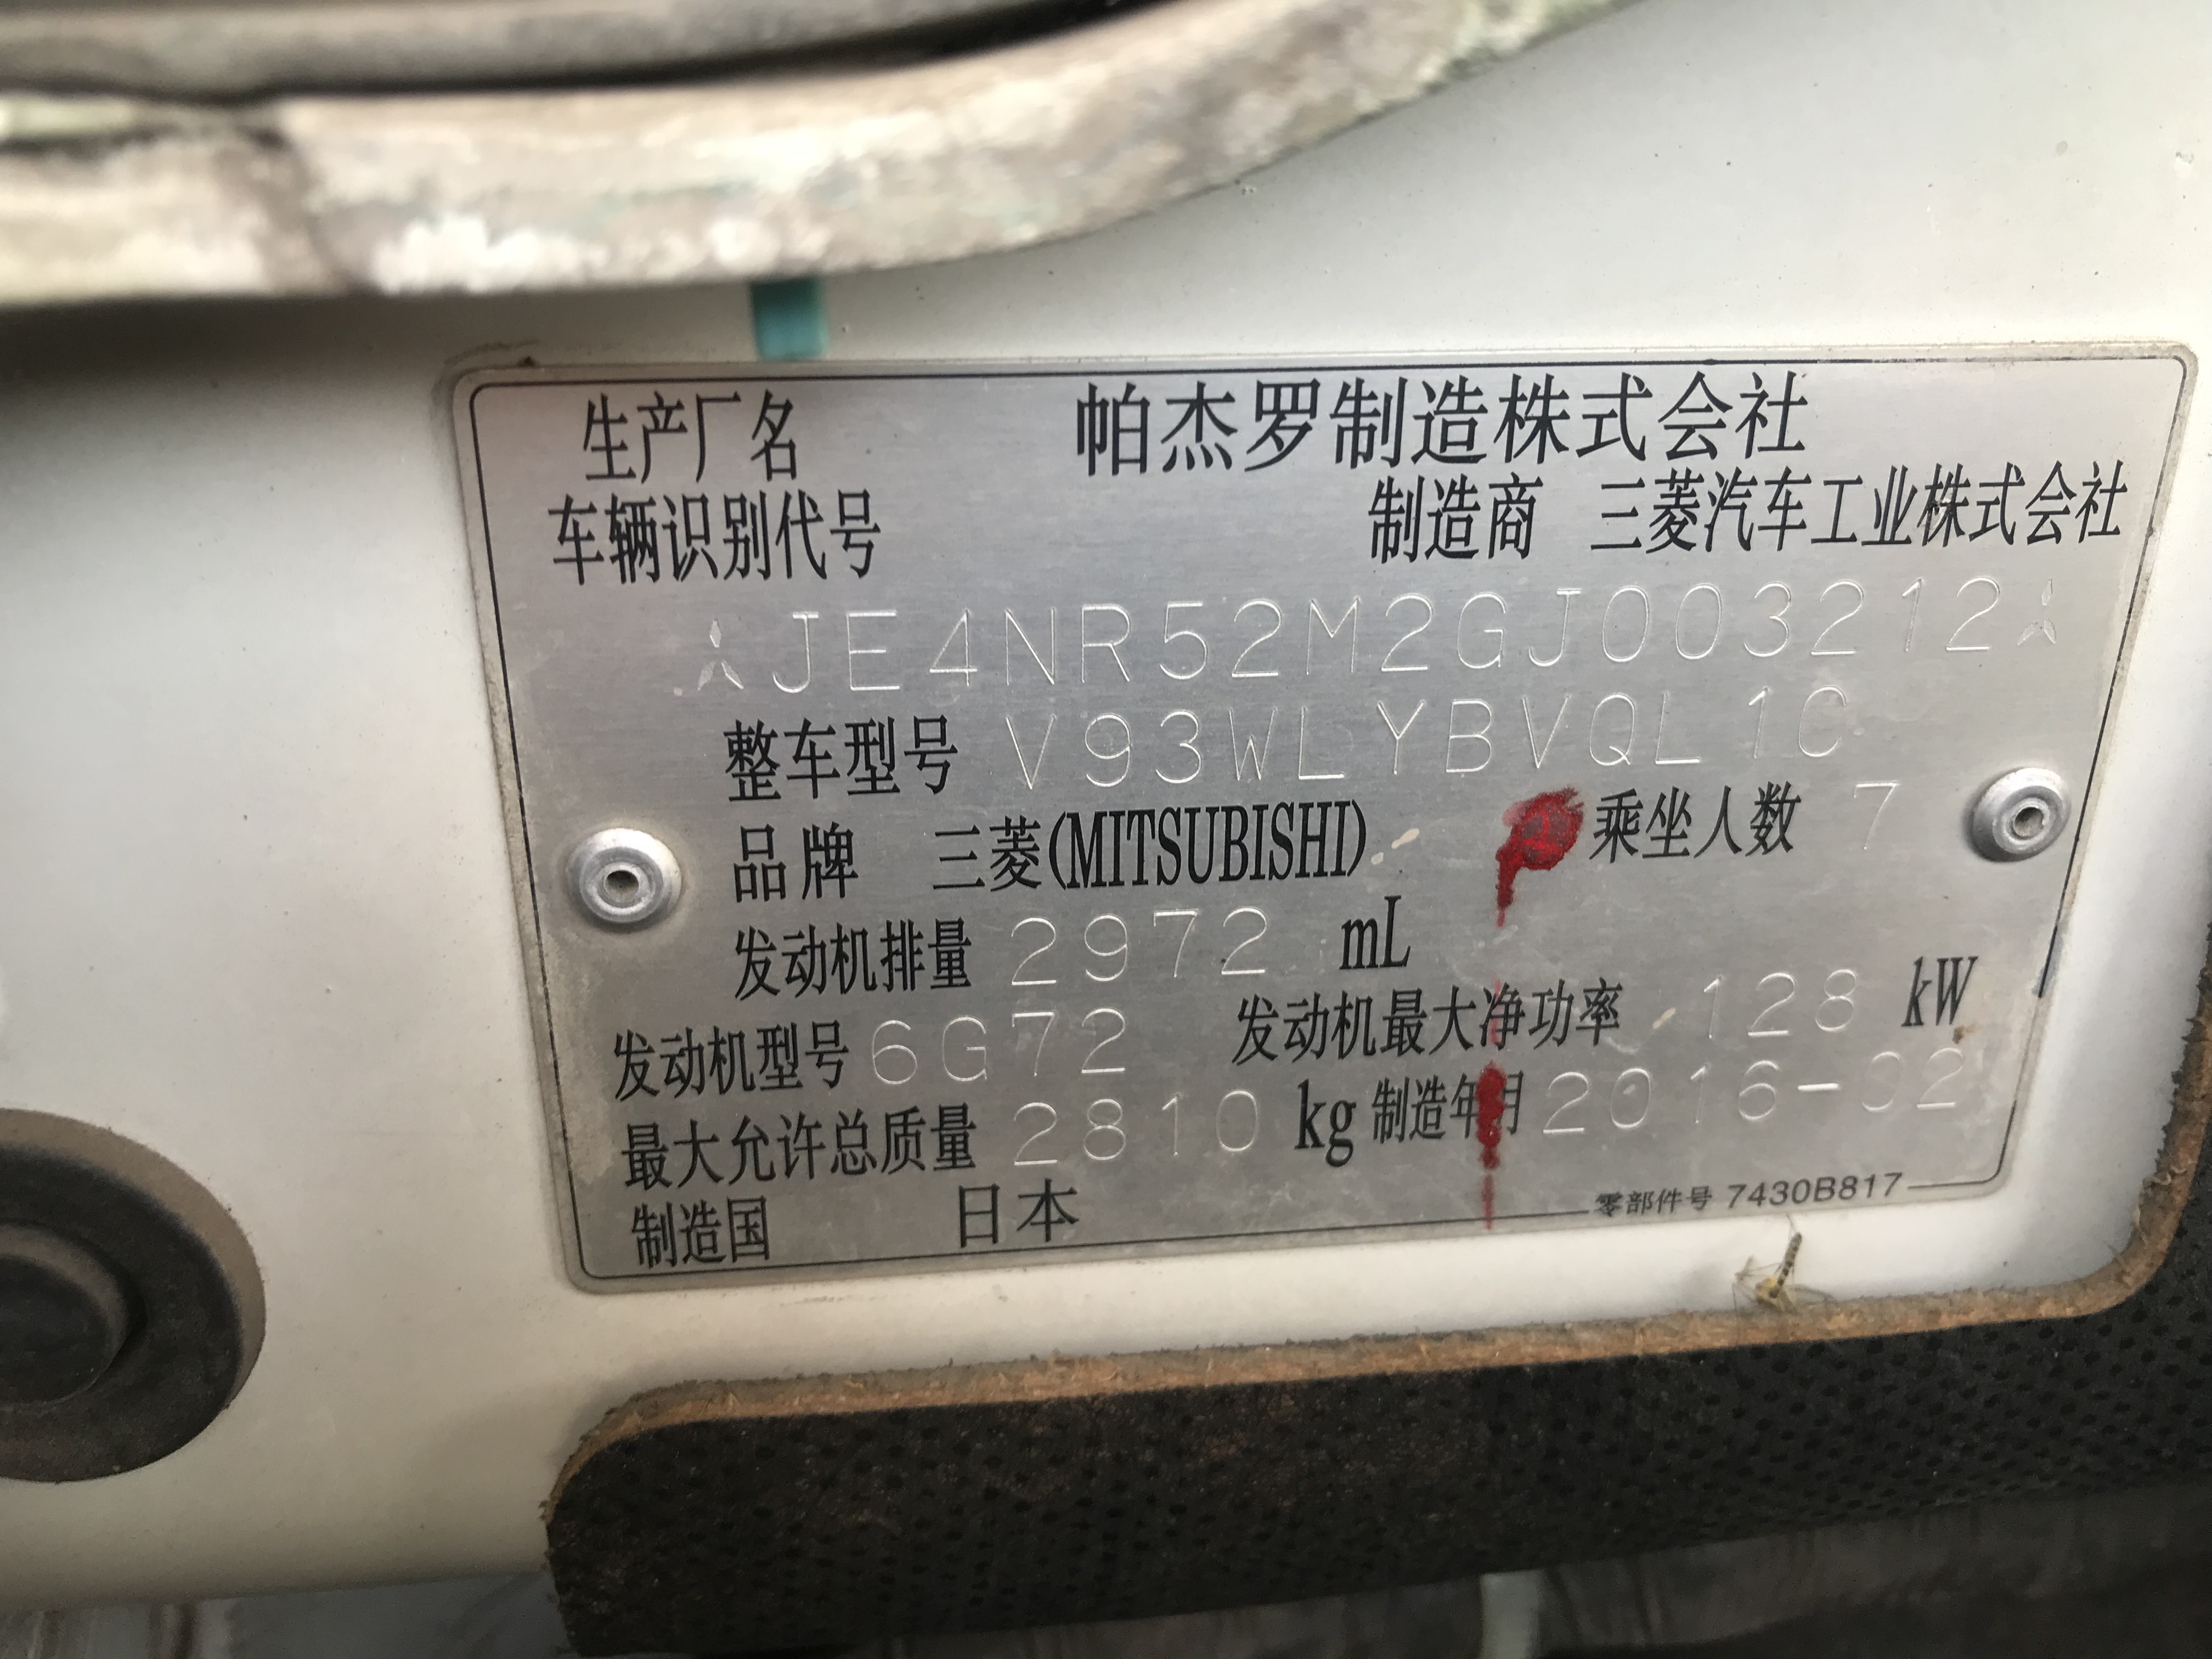 生产厂名 帕杰罗制造株式会社
车辆识别代号 制造商 三菱汽车工业株式会社
JE4NR52M2GJ003212
整车型号 V93WLYBVQL1C
品牌 三菱(MITSUBISHI) 乘坐人数 7
发动机排量 2972 mL
发动机型号 6G72 发动机最大净功率 128 kW
最大允许总质量 2810 kg 制造年月 2016-02
制造国 日本
零部件号 7430B817